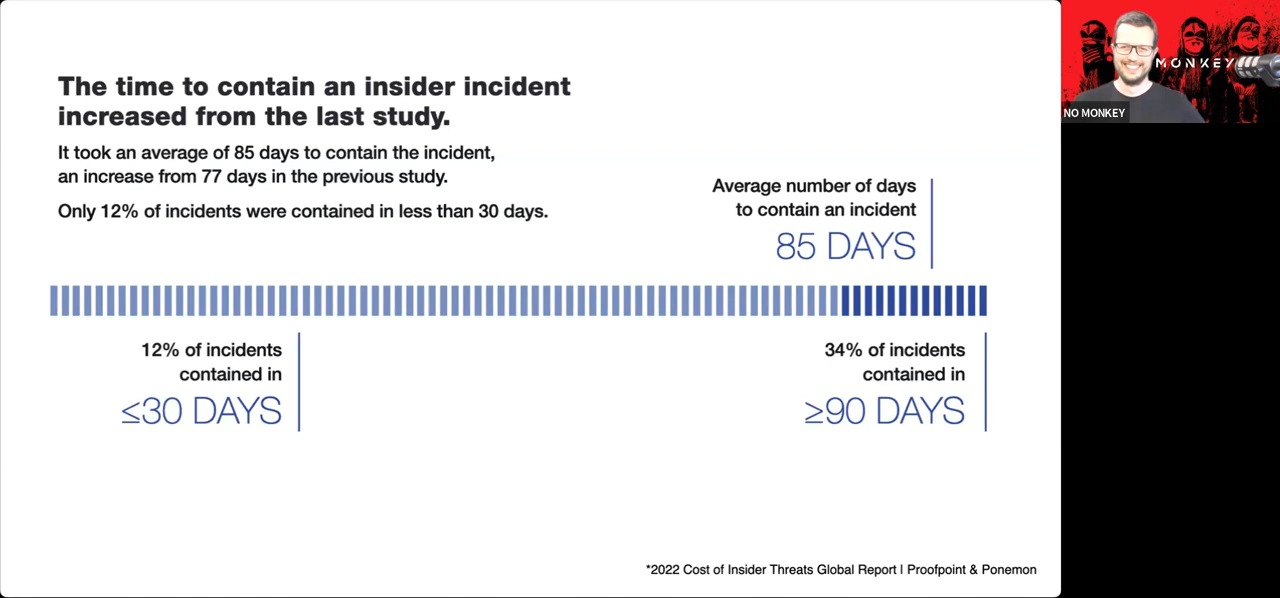 The time to contain an insider incident
increased from the last study.
It took an average of 85 days to contain the incident,
an increase from 77 days in the previous study.
Only 12% of incidents were contained in less than 30 days.
Average number of days
to contain an incident
85 DAYS
12% of incidents
contained in
≤30 DAYS
34% of incidents
contained in
≥90 DAYS
*2022 Cost of Insider Threats Global Report | Proofpoint & Ponemon
MONKEY
NO MONKEY